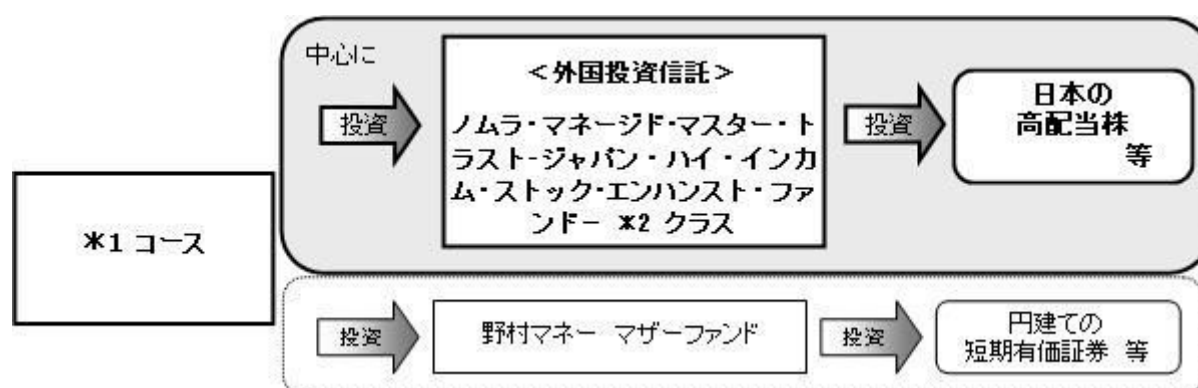 中心に
投資
＜外国投資信託＞
ノムラ・マネージド・マスター・ト
ラスト-ジャパン・ハイ・インカ
ム・ストック・エンハンスト・ファ
ンド－ *2 クラス
投資
日本の
高配当株
等
*1 コース
投資
野村マネー マザーファンド
投資
円建ての
短期有価証券 等